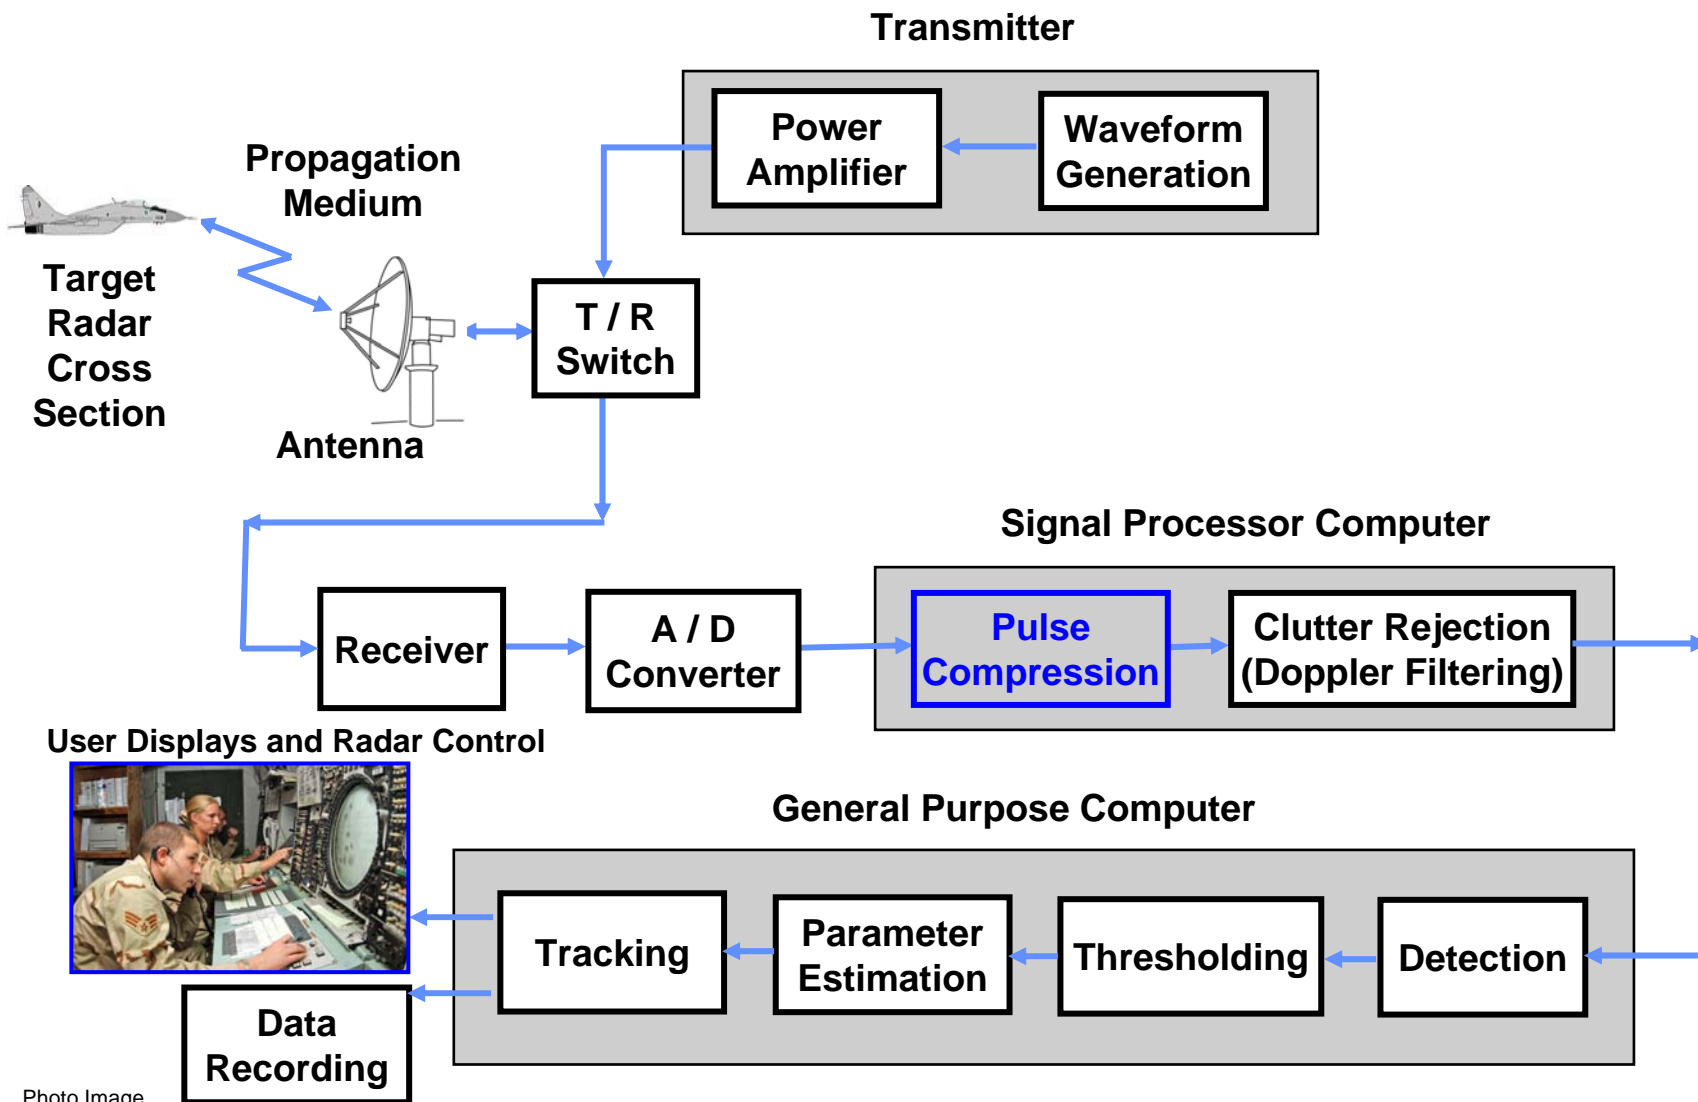 Transmitter
Power
Amplifier
Waveform
Generation
Propagation
Medium
Target
Radar
Cross
Section
Antenna
T / R
Switch
Signal Processor Computer
Receiver
A / D
Converter
Pulse
Compression
Clutter Rejection
(Doppler Filtering)
User Displays and Radar Control
General Purpose Computer
Tracking
Parameter
Estimation
Thresholding
Detection
Data
Recording
Photo Image